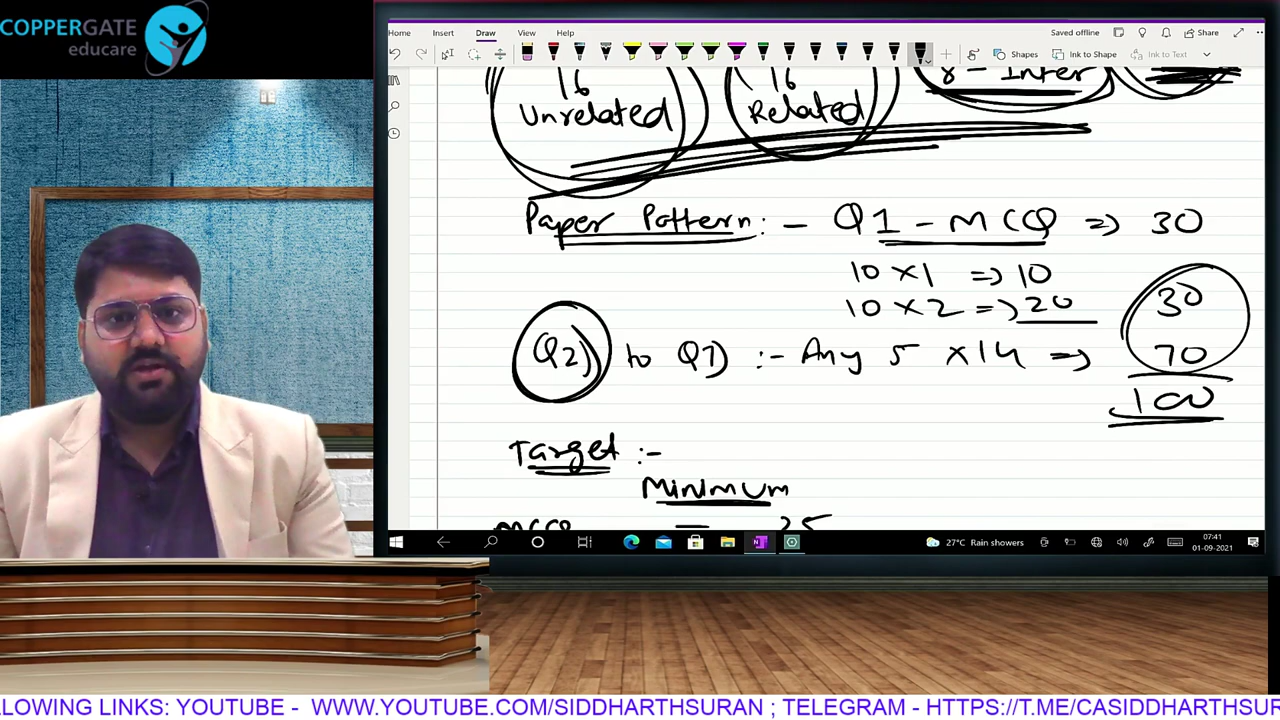 COPPERGATE
educare
Home Insert Draw View Help
Saved offline
Share
Shapes
Ink to Shape
Ink to Text
16
Unrelated
16
Related
8 - Inter
Paper Pattern :- Q1 - MCQ => 30
10 x 1 => 10
10 x 2 => 20
30
Q2) to Q7) :- Any 5 x 14 => 70
100
Target :-
Minimum
MCQ = 25
27°C Rain showers
07:41
01-09-2021
LLOWING LINKS: YOUTUBE - WWW.YOUTUBE.COM/SIDDHARTHSURAN ; TELEGRAM - HTTPS://T.ME/CASIDDHARTHSUR